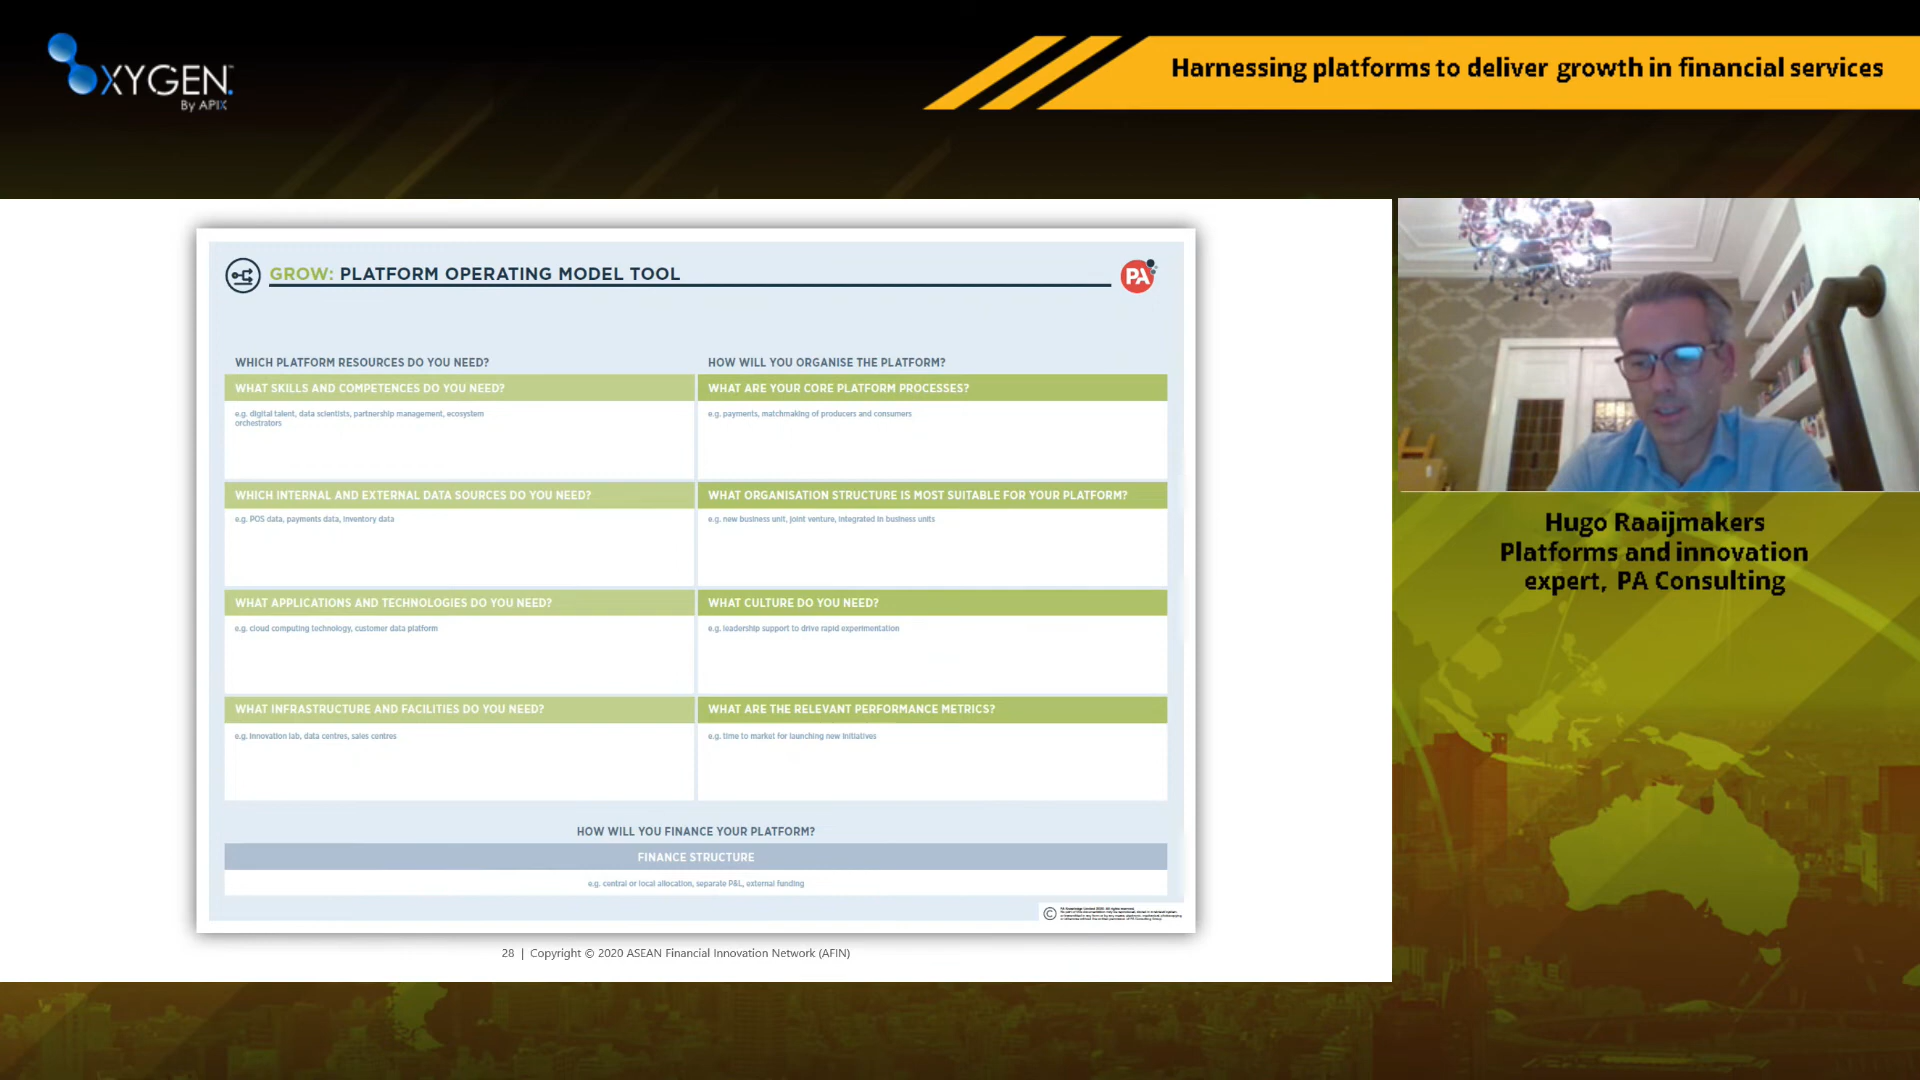 OXYGEN
By APIX
Harnessing platforms to deliver growth in financial services
GROW: PLATFORM OPERATING MODEL TOOL
PA
WHICH PLATFORM RESOURCES DO YOU NEED?
WHAT SKILLS AND COMPETENCES DO YOU NEED?
e.g. digital talent, data scientists, partnership management, ecosystem
orchestrators
WHICH INTERNAL AND EXTERNAL DATA SOURCES DO YOU NEED?
e.g. POS data, payments data, inventory data
WHAT APPLICATIONS AND TECHNOLOGIES DO YOU NEED?
e.g. cloud computing technology, customer data platform
WHAT INFRASTRUCTURE AND FACILITIES DO YOU NEED?
e.g. innovation lab, data centres, sales centres
HOW WILL YOU ORGANISE THE PLATFORM?
WHAT ARE YOUR CORE PLATFORM PROCESSES?
e.g. payments, matchmaking of producers and consumers
WHAT ORGANISATION STRUCTURE IS MOST SUITABLE FOR YOUR PLATFORM?
e.g. new business unit, joint venture, integrated in business units
WHAT CULTURE DO YOU NEED?
e.g. leadership support to drive rapid experimentation
WHAT ARE THE RELEVANT PERFORMANCE METRICS?
e.g. time to market for launching new initiatives
HOW WILL YOU FINANCE YOUR PLATFORM?
FINANCE STRUCTURE
e.g. central or local allocation, separate P&L, external funding
28 | Copyright © 2020 ASEAN Financial Innovation Network (AFIN)
Hugo Raaijmakers
Platforms and innovation
expert, PA Consulting